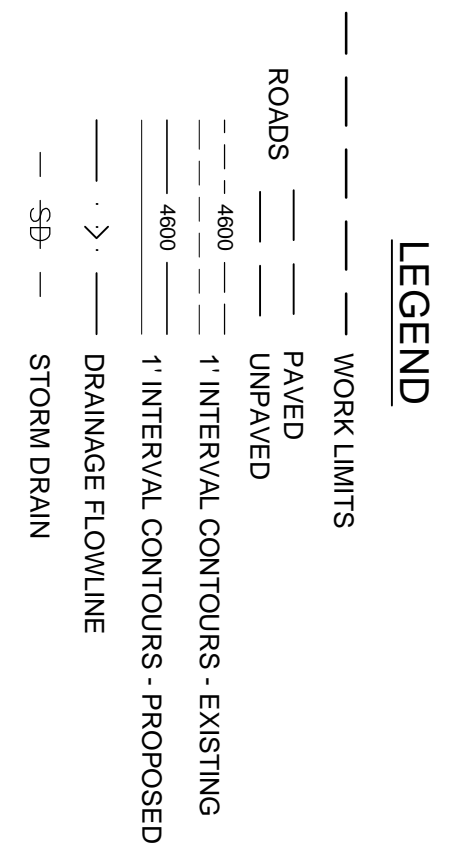 LEGEND
WORK LIMITS
ROADS
PAVED
UNPAVED
4600
1' INTERVAL CONTOURS - EXISTING
4600
1' INTERVAL CONTOURS - PROPOSED
DRAINAGE FLOWLINE
SD
STORM DRAIN